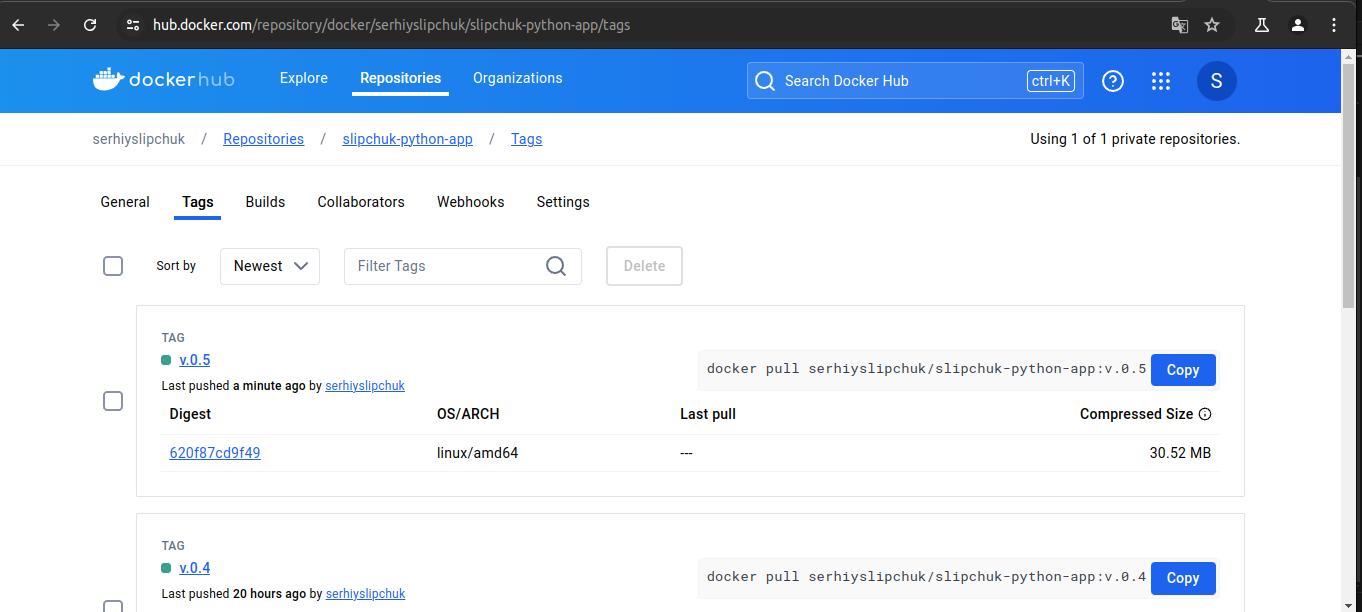 hub.docker.com/repository/docker/serhiyslipchuk/slipchuk-python-app/tags
docker hub Explore Repositories Organizations Search Docker Hub ctrl+K ? S
serhiyslipchuk / Repositories / slipchuk-python-app / Tags Using 1 of 1 private repositories.
General Tags Builds Collaborators Webhooks Settings
Sort by Newest Filter Tags Delete
TAG
v.0.5
docker pull serhiyslipchuk/slipchuk-python-app:v.0.5 Copy
Last pushed a minute ago by serhiyslipchuk
Digest OS/ARCH Last pull Compressed Size
620f87cd9f49 linux/amd64 --- 30.52 MB
TAG
v.0.4
docker pull serhiyslipchuk/slipchuk-python-app:v.0.4 Copy
Last pushed 20 hours ago by serhiyslipchuk